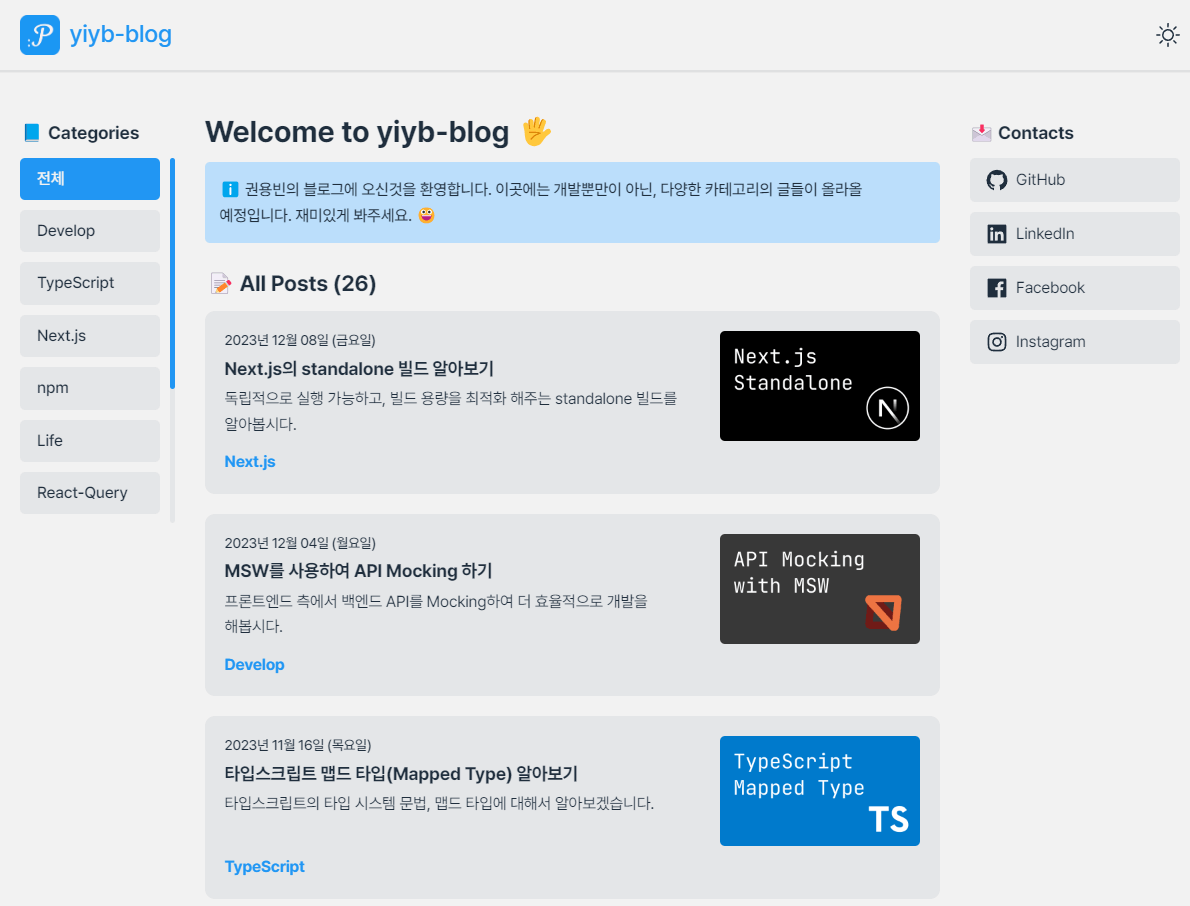 yiyb-blog
Categories
전체
Develop
TypeScript
Next.js
npm
Life
React-Query
Welcome to yiyb-blog
권용빈의 블로그에 오신것을 환영합니다. 이곳에는 개발뿐만이 아닌, 다양한 카테고리의 글들이 올라올
예정입니다. 재미있게 봐주세요.
All Posts (26)
2023년 12월 08일 (금요일)
Next.js의 standalone 빌드 알아보기
독립적으로 실행 가능하고, 빌드 용량을 최적화 해주는 standalone 빌드를
알아봅시다.
Next.js
Next.js
Standalone
N
2023년 12월 04일 (월요일)
MSW를 사용하여 API Mocking 하기
프론트엔드 측에서 백엔드 API를 Mocking하여 더 효율적으로 개발을
해봅시다.
Develop
API Mocking
with MSW
2023년 11월 16일 (목요일)
타입스크립트 맵드 타입(Mapped Type) 알아보기
타입스크립트의 타입 시스템 문법, 맵드 타입에 대해서 알아보겠습니다.
TypeScript
TypeScript
Mapped Type
TS
Contacts
GitHub
LinkedIn
Facebook
Instagram